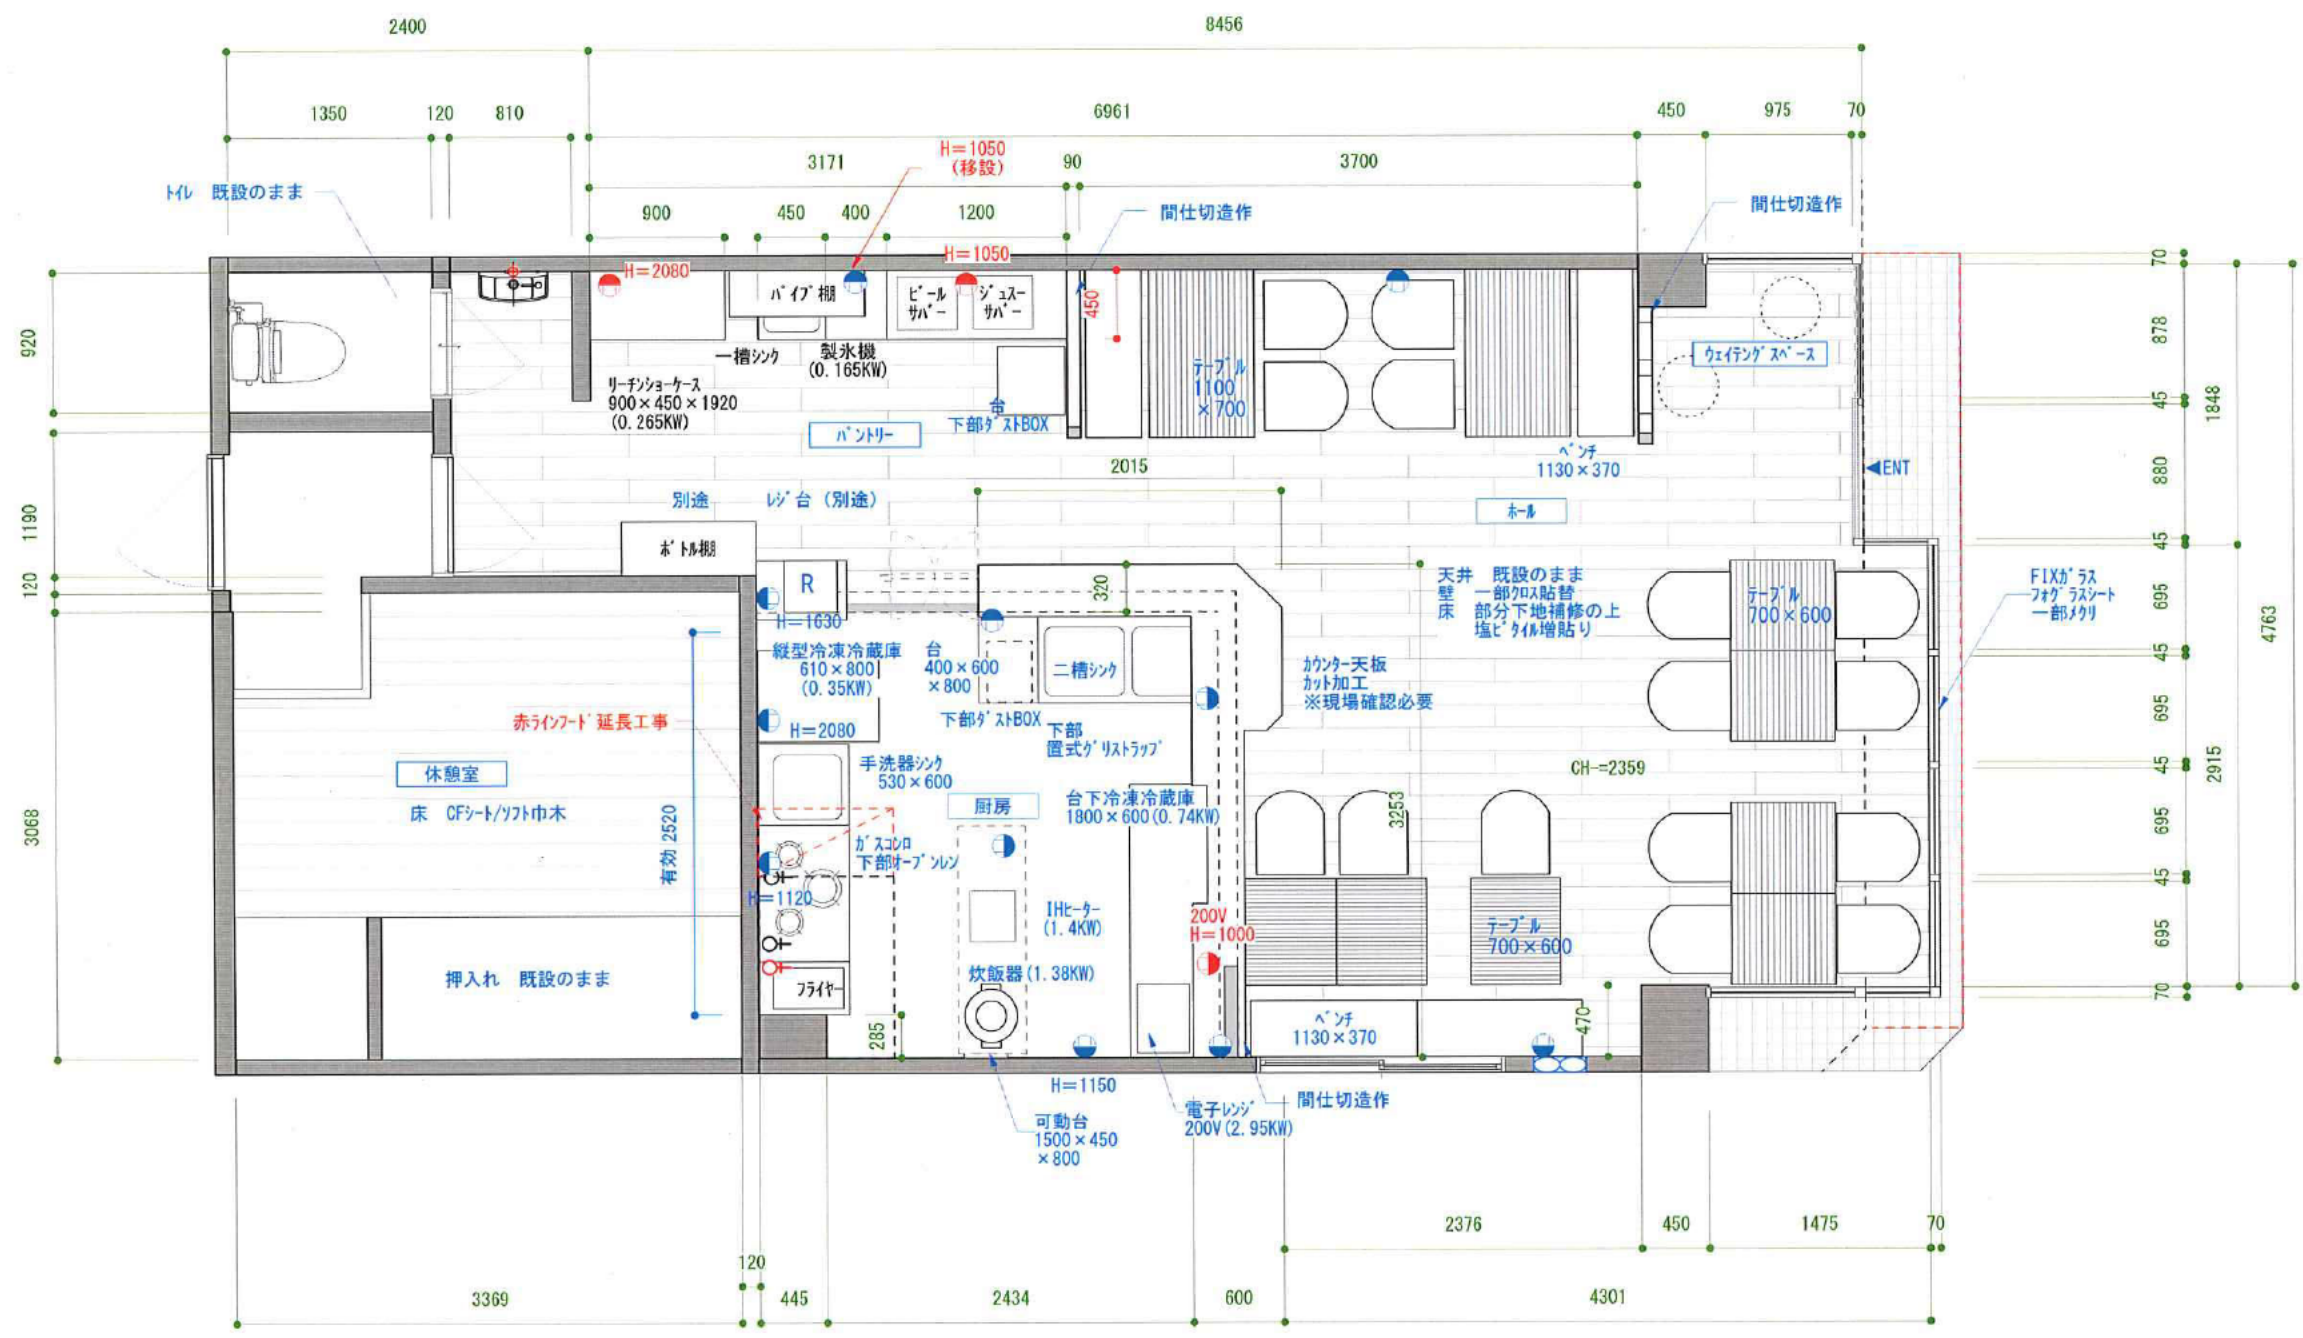 2400
8456
1350
120
810
6961
450
975
70
3171
H=1050
(移設)
90
3700
900
450
400
1200
ﾄｲﾚ 既設のまま
間仕切造作
間仕切造作
H=2080
H=1050
ﾊﾟｲﾌﾟ棚
ﾋﾞｰﾙ
ｻｰﾊﾞｰ
ｼﾞｭｽｰ
ｻｰﾊﾞｰ
450
一槽ｼﾝｸ
製氷機
(0.165KW)
ﾘｰﾁﾝｼｮｰｹｰｽ
900×450×1920
(0.265KW)
台
下部ﾀﾞｽﾄBOX
ﾊﾟﾝﾄﾘｰ
ﾃｰﾌﾞﾙ
1100
×700
ｳｪｲﾃﾝｸﾞｽﾍﾟｰｽ
ﾍﾞﾝﾁ
1130×370
2015
◀ENT
別途
ﾚｼﾞ台 (別途)
ﾎｰﾙ
ﾎﾞﾄﾙ棚
R
H=1630
320
天井 既設のまま
壁 一部ｸﾛｽ貼替
床 部分下地補修の上
塩ﾋﾞﾀｲﾙ増貼り
ﾃｰﾌﾞﾙ
700×600
FIXｶﾞﾗｽ
ﾌｫｸﾞﾗｽｼｰﾄ
一部ﾒｸﾘ
縦型冷凍冷蔵庫
610×800
(0.35KW)
台
400×600
×800
二槽ｼﾝｸ
ｶｳﾝﾀｰ天板
ｶｯﾄ加工
※現場確認必要
赤ﾗｲﾝﾌｰﾄﾞ延長工事
H=2080
下部ﾀﾞｽﾄBOX
下部
置式ｸﾞﾘｽﾄﾗｯﾌﾟ
休憩室
床 CFｼｰﾄ/ｿﾌﾄ巾木
有効 2520
手洗器ｼﾝｸ
530×600
厨房
台下冷凍冷蔵庫
1800×600(0.74KW)
CH-=2359
3253
ｶﾞｽｺﾝﾛ
下部ｵｰﾌﾞﾝﾚﾝ
H=1120
IHﾋｰﾀｰ
(1.4KW)
200V
H=1000
ﾃｰﾌﾞﾙ
700×600
押入れ 既設のまま
ﾌﾗｲﾔｰ
炊飯器(1.38KW)
285
ﾍﾞﾝﾁ
1130×370
470
H=1150
可動台
1500×450
×800
電子ﾚﾝｼﾞ
200V(2.95KW)
間仕切造作
920
1190
120
3068
70
878
45
880
45
695
45
695
45
695
45
695
70
1848
2915
4763
2376
450
1475
70
120
3369
445
2434
600
4301